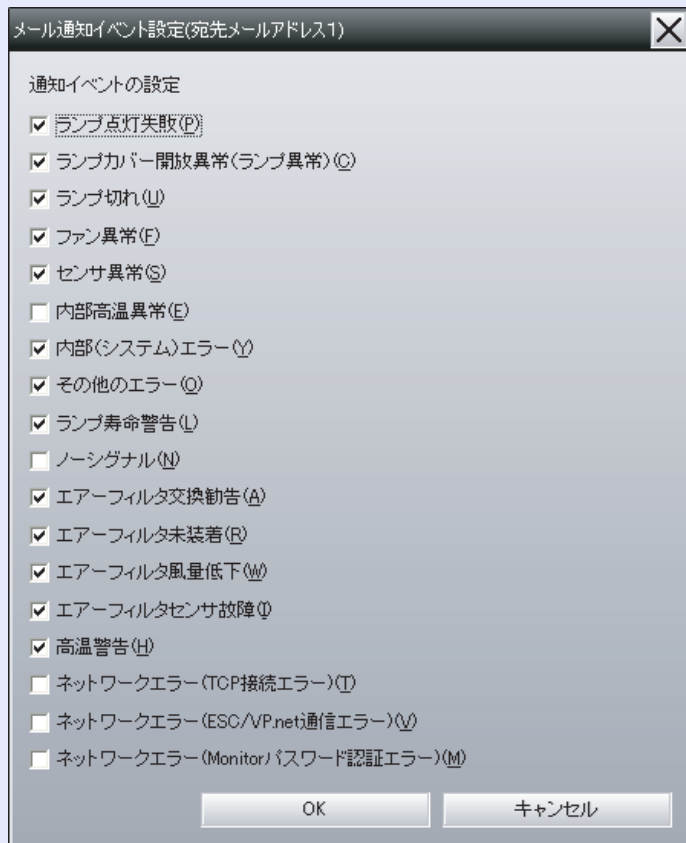 メール通知イベント設定(宛先メールアドレス1)
通知イベントの設定
ランプ点灯失敗(P)
ランプカバー開放異常(ランプ異常)(C)
ランプ切れ(U)
ファン異常(F)
センサ異常(S)
内部高温異常(E)
内部(システム)エラー(Y)
その他のエラー(O)
ランプ寿命警告(L)
ノーシグナル(N)
エアーフィルタ交換勧告(A)
エアーフィルタ未装着(R)
エアーフィルタ風量低下(W)
エアーフィルタセンサ故障(I)
高温警告(H)
ネットワークエラー(TCP接続エラー)(T)
ネットワークエラー(ESC/VP.net通信エラー)(V)
ネットワークエラー(Monitorパスワード認証エラー)(M)
OK キャンセル